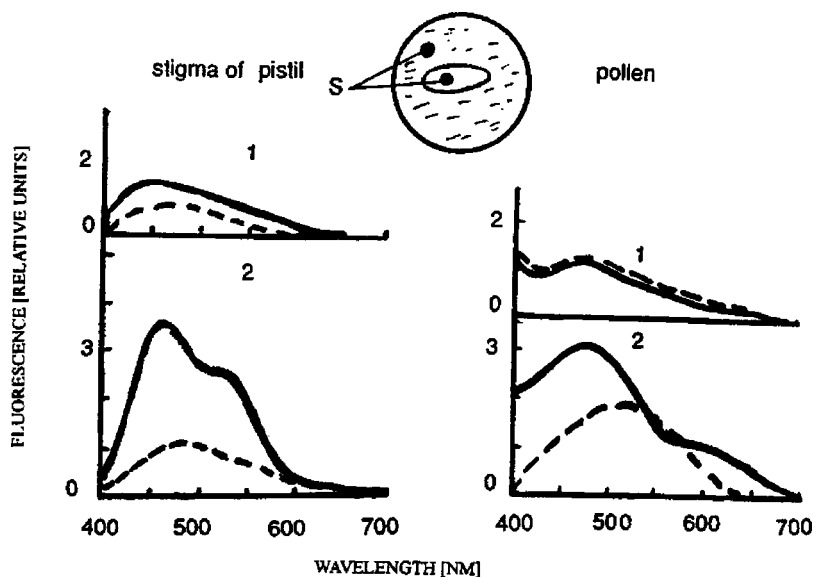 stigma of pistil
S
pollen
FLUORESCENCE [RELATIVE UNITS]
2
0
1
3
0
2
400 500 600 700
2
0
1
3
0
2
400 500 600 700
WAVELENGTH [NM]